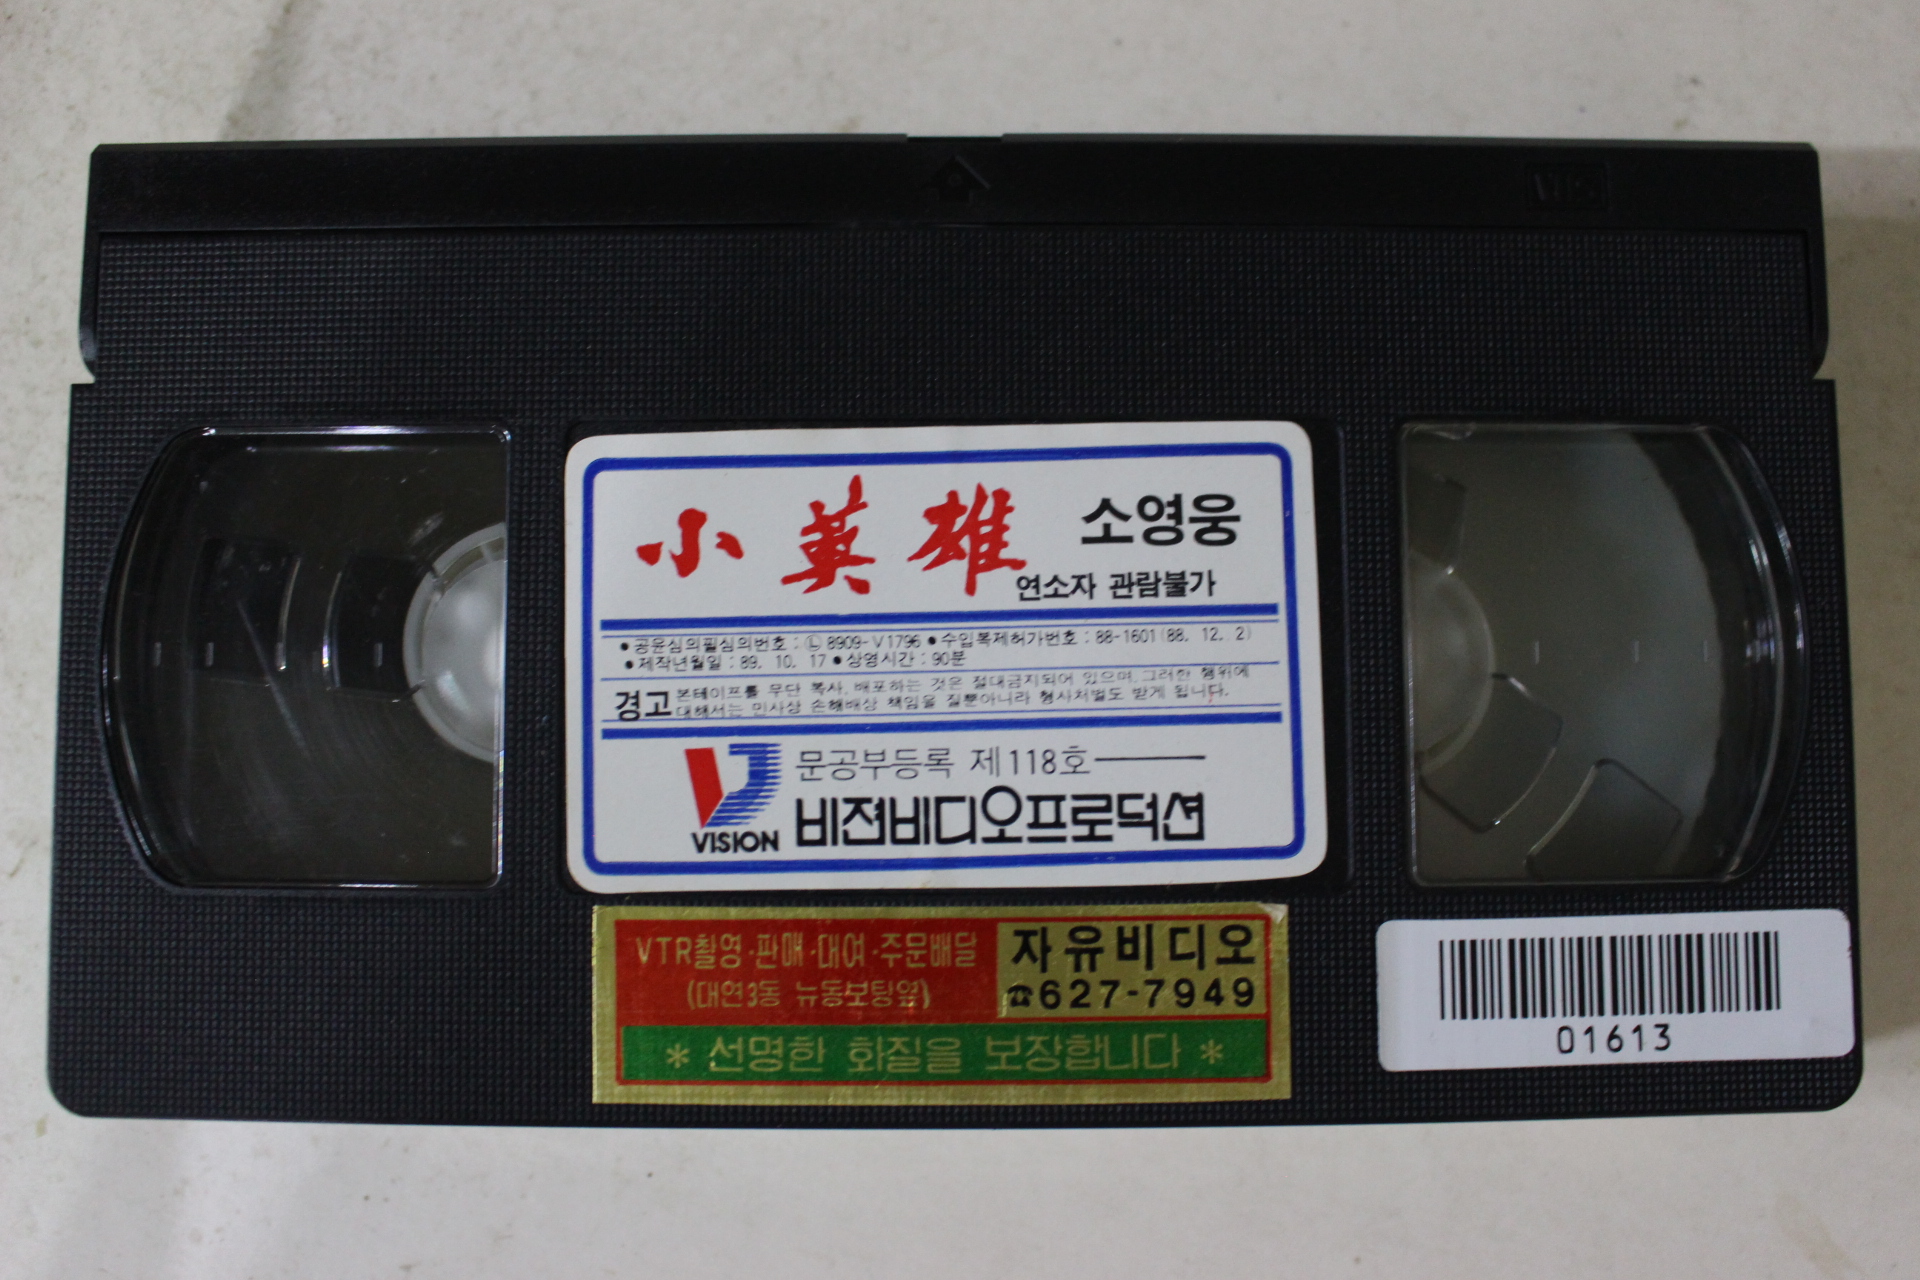 VHS
小英雄 소영웅
연소자 관람불가
●공윤심의필심의번호 : Ⓛ 8909-V1796 ●수입복제허가번호 : 88-1601(88. 12. 2)
●제작년월일 : 89. 10. 17 ●상영시간 : 90분
경고 본테이프를 무단 복사, 배포하는 것은 절대금지되어 있으며, 그러한 행위에
대해서는 민사상 손해배상 책임을 질뿐아니라 형사처벌도 받게 됩니다.
문공부등록 제118호
VISION 비젼비디오프로덕션
VTR촬영·판매·대여·주문배달
(대연3동 뉴동보탕옆)
자유비디오
☎627-7949
* 선명한 화질을 보장합니다 *
01613